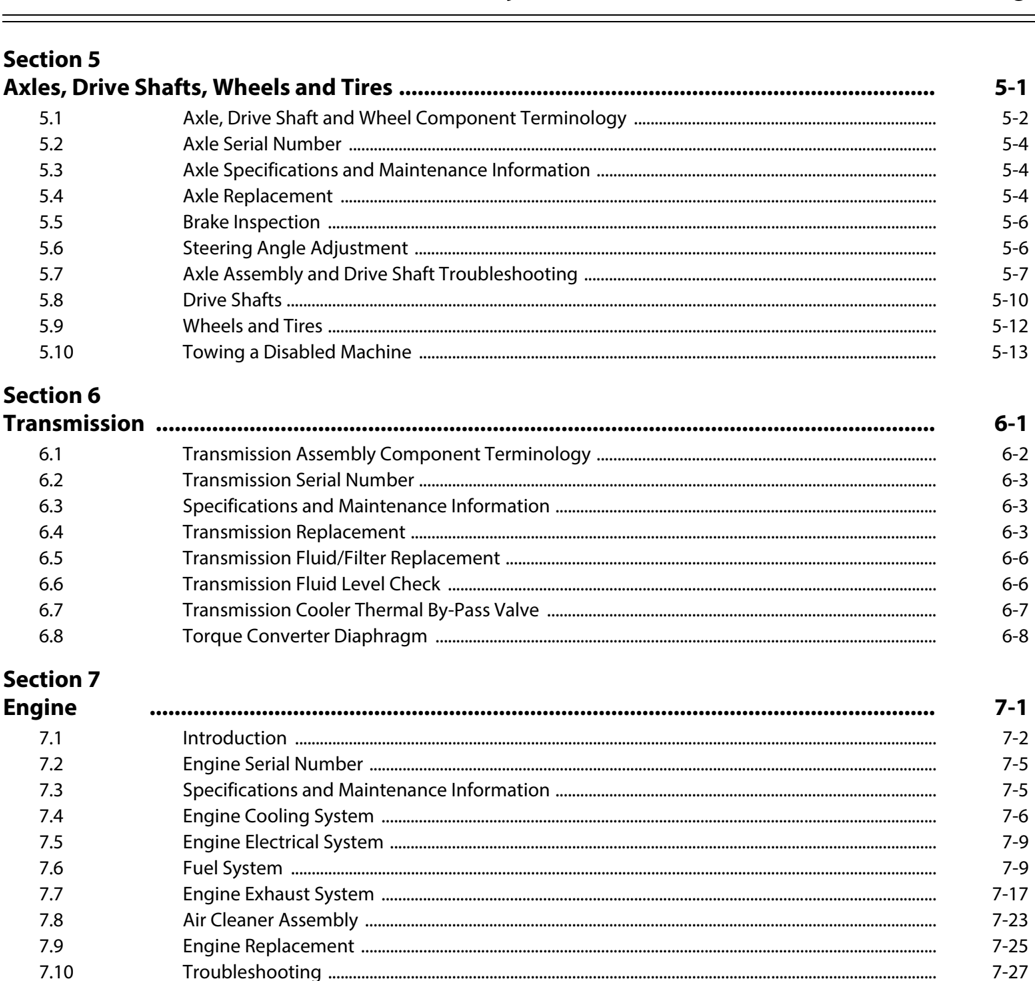 Section 5
Axles, Drive Shafts, Wheels and Tires ........ 5-1
5.1 Axle, Drive Shaft and Wheel Component Terminology ........ 5-2
5.2 Axle Serial Number ........ 5-4
5.3 Axle Specifications and Maintenance Information ........ 5-4
5.4 Axle Replacement ........ 5-4
5.5 Brake Inspection ........ 5-6
5.6 Steering Angle Adjustment ........ 5-6
5.7 Axle Assembly and Drive Shaft Troubleshooting ........ 5-7
5.8 Drive Shafts ........ 5-10
5.9 Wheels and Tires ........ 5-12
5.10 Towing a Disabled Machine ........ 5-13
Section 6
Transmission ........ 6-1
6.1 Transmission Assembly Component Terminology ........ 6-2
6.2 Transmission Serial Number ........ 6-3
6.3 Specifications and Maintenance Information ........ 6-3
6.4 Transmission Replacement ........ 6-3
6.5 Transmission Fluid/Filter Replacement ........ 6-6
6.6 Transmission Fluid Level Check ........ 6-6
6.7 Transmission Cooler Thermal By-Pass Valve ........ 6-7
6.8 Torque Converter Diaphragm ........ 6-8
Section 7
Engine ........ 7-1
7.1 Introduction ........ 7-2
7.2 Engine Serial Number ........ 7-5
7.3 Specifications and Maintenance Information ........ 7-5
7.4 Engine Cooling System ........ 7-6
7.5 Engine Electrical System ........ 7-9
7.6 Fuel System ........ 7-9
7.7 Engine Exhaust System ........ 7-17
7.8 Air Cleaner Assembly ........ 7-23
7.9 Engine Replacement ........ 7-25
7.10 Troubleshooting ........ 7-27